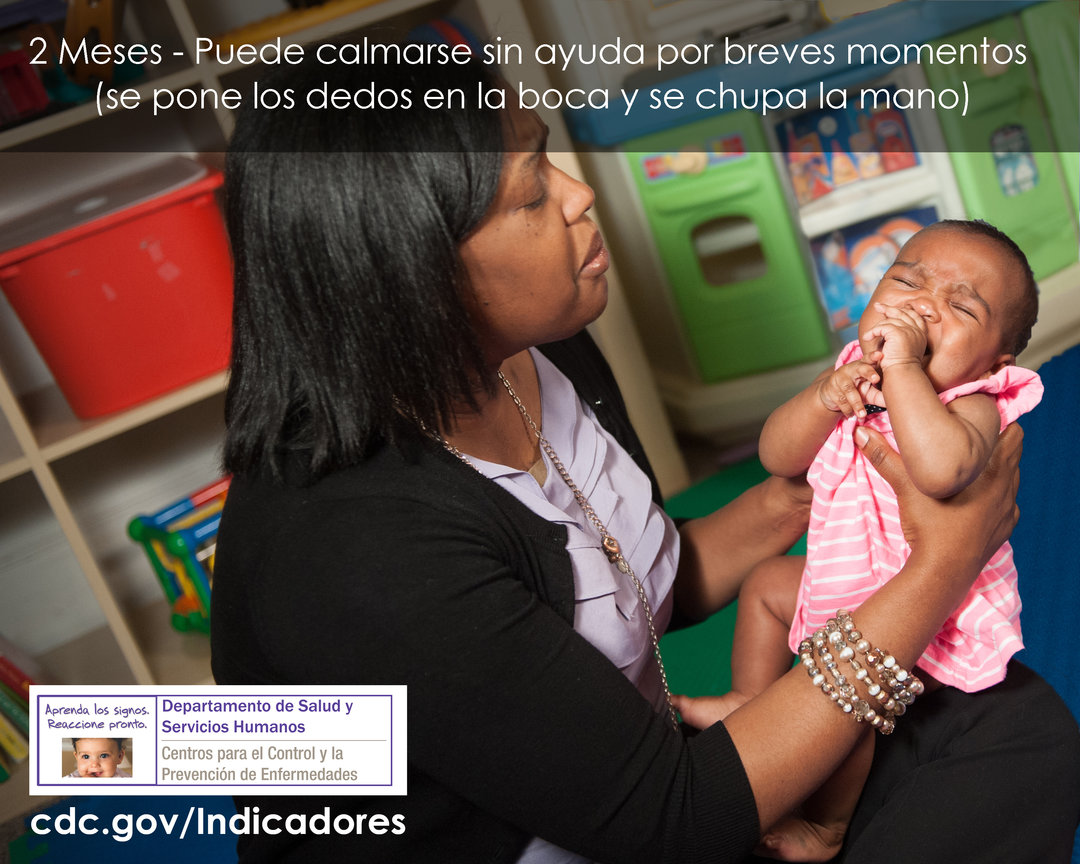 2 Meses - Puede calmarse sin ayuda por breves momentos
(se pone los dedos en la boca y se chupa la mano)
Aprenda los signos.
Reaccione pronto.
Departamento de Salud y
Servicios Humanos
Centros para el Control y la
Prevención de Enfermedades
cdc.gov/Indicadores